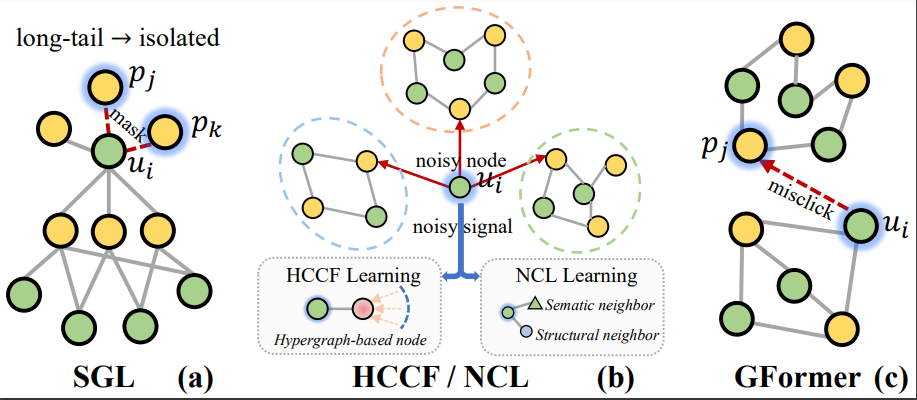 long-tail → isolated
p_j
mask
p_k
u_i
SGL (a)
noisy node
u_i
noisy signal
HCCF Learning
Hypergraph-based node
NCL Learning
Sematic neighbor
Structural neighbor
HCCF / NCL (b)
p_j
misclick
u_i
GFormer (c)